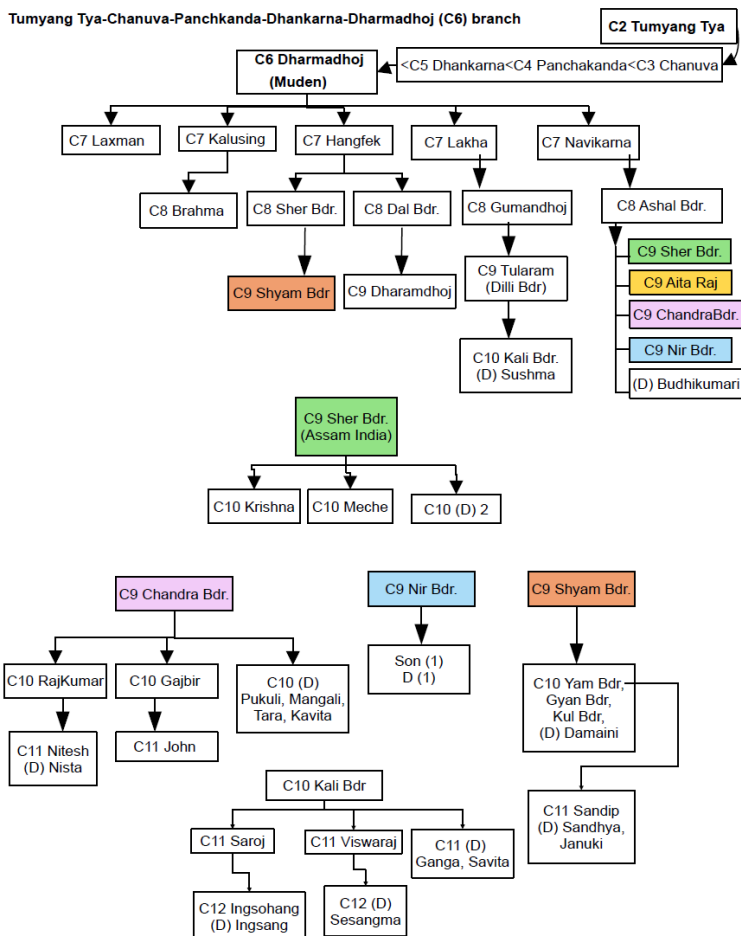 Tumyang Tya-Chanuva-Panchkanda-Dhankarna-Dharmadhoj (C6) branch
C2 Tumyang Tya
C6 Dharmadhoj
(Muden)
<C5 Dhankarna<C4 Panchakanda<C3 Chanuva
C7 Laxman
C7 Kalusing
C7 Hangfek
C7 Lakha
C7 Navikarna
C8 Brahma
C8 Sher Bdr.
C8 Dal Bdr.
C8 Gumandhoj
C8 Ashal Bdr.
C9 Shyam Bdr
C9 Dharamdhoj
C9 Tularam
(Dilli Bdr)
C9 Sher Bdr.
C9 Aita Raj
C9 ChandraBdr.
C9 Nir Bdr.
(D) Budhikumari
C10 Kali Bdr.
(D) Sushma
C9 Sher Bdr.
(Assam India)
C10 Krishna
C10 Meche
C10 (D) 2
C9 Chandra Bdr.
C9 Nir Bdr.
C9 Shyam Bdr.
C10 RajKumar
C10 Gajbir
C10 (D)
Pukuli, Mangali,
Tara, Kavita
Son (1)
D (1)
C10 Yam Bdr,
Gyan Bdr,
Kul Bdr,
(D) Damaini
C11 Nitesh
(D) Nista
C11 John
C10 Kali Bdr
C11 Saroj
C11 Viswaraj
C11 (D)
Ganga, Savita
C11 Sandip
(D) Sandhya,
Januki
C12 Ingsohang
(D) Ingsang
C12 (D)
Sesangma